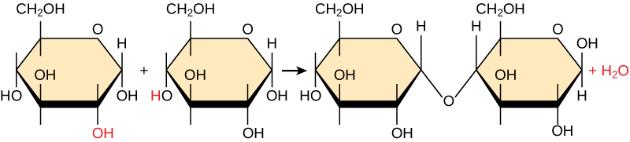 CH₂OH CH₂OH CH₂OH CH₂OH
O O O H H O
H H OH
OH + OH OH OH + H₂O
HO OH HO OH HO O H
OH OH OH OH